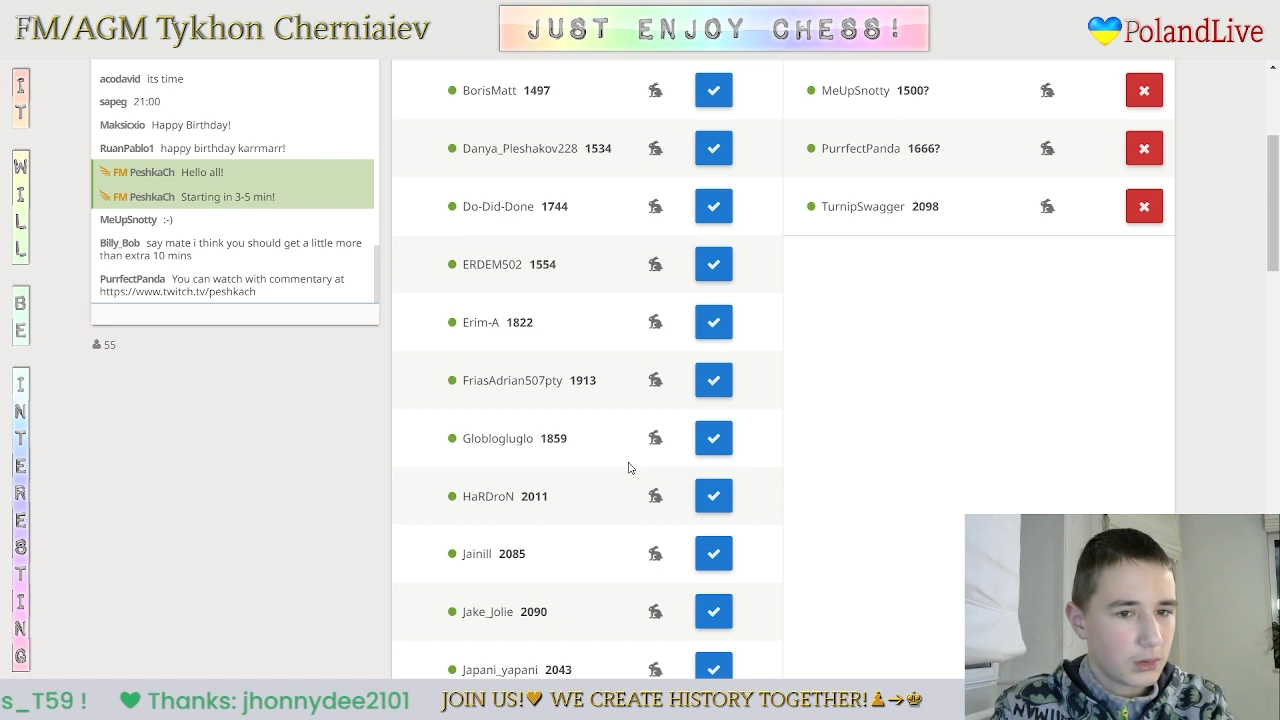 FM/AGM Tykhon Cherniaiev
JUST ENJOY CHESS!
PolandLive
IT
WILL
BE
INTERESTING
acodavid its time
sapeg 21:00
Maksicxio Happy Birthday!
RuanPablo1 happy birthday karrmarr!
FM PeshkaCh Hello all!
FM PeshkaCh Starting in 3-5 min!
MeUpSnotty :-)
Billy_Bob say mate i think you should get a little more
than extra 10 mins
PurrfectPanda You can watch with commentary at
https://www.twitch.tv/peshkach
55
BorisMatt 1497
Danya_Pleshakov228 1534
Do-Did-Done 1744
ERDEM502 1554
Erim-A 1822
FriasAdrian507pty 1913
Globlogluglo 1859
HaRDroN 2011
Jainill 2085
Jake_Jolie 2090
Japani_yapani 2043
MeUpSnotty 1500?
PurrfectPanda 1666?
TurnipSwagger 2098
s_T59 ! 💚 Thanks: jhonnydee2101
JOIN US!🧡 WE CREATE HISTORY TOGETHER!♟→♚